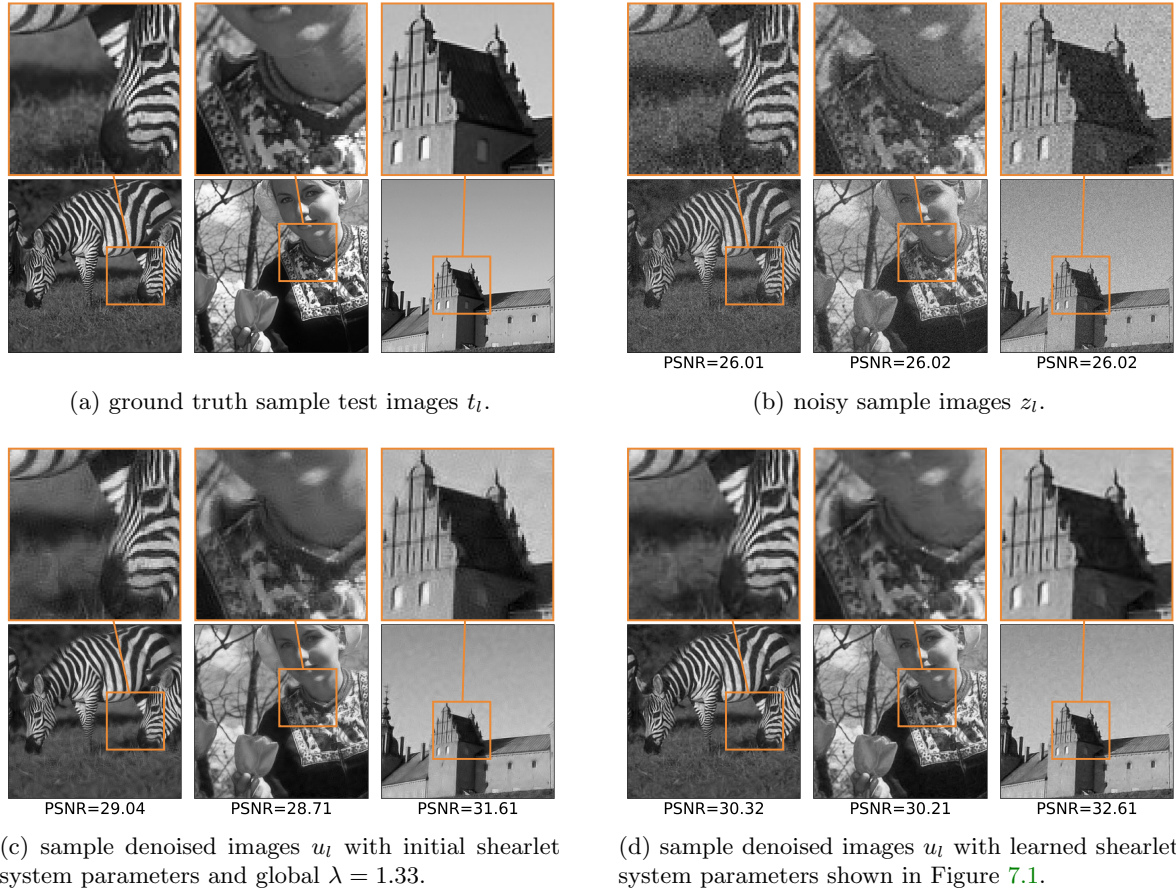 PSNR=26.01 PSNR=26.02 PSNR=26.02
(a) ground truth sample test images t_l.
(b) noisy sample images z_l.
PSNR=29.04 PSNR=28.71 PSNR=31.61
PSNR=30.32 PSNR=30.21 PSNR=32.61
(c) sample denoised images u_l with initial shearlet
system parameters and global λ = 1.33.
(d) sample denoised images u_l with learned shearlet
system parameters shown in Figure 7.1.